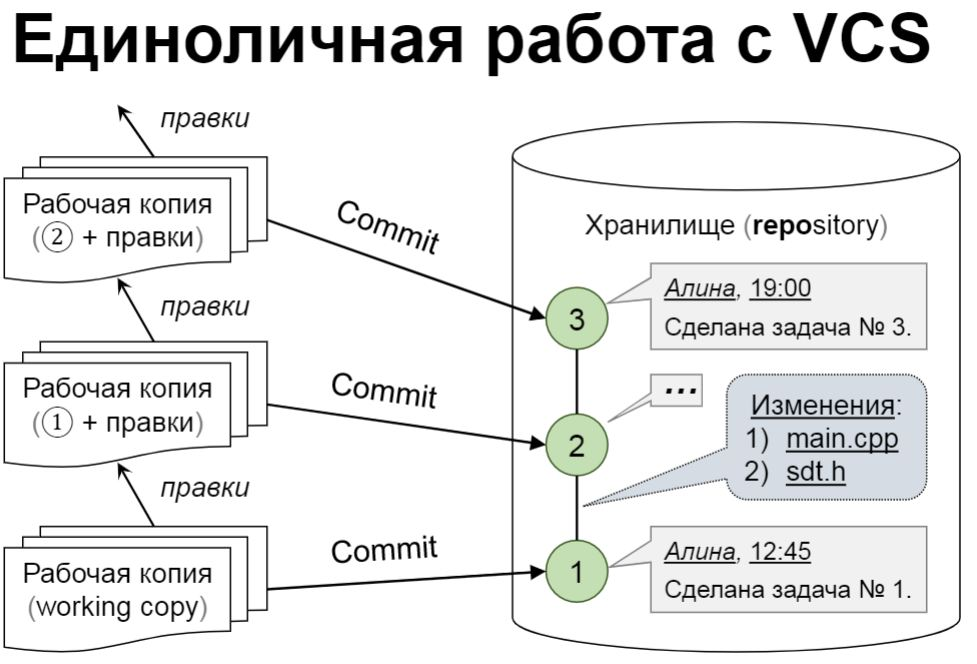 Единоличная работа с VCS
правки
Рабочая копия
(② + правки)
Commit
Хранилище (repository)
3
Алина, 19:00
Сделана задача № 3.
правки
Рабочая копия
(① + правки)
Commit
...
2
Изменения:
1) main.cpp
2) sdt.h
правки
Рабочая копия
(working copy)
Commit
1
Алина, 12:45
Сделана задача № 1.